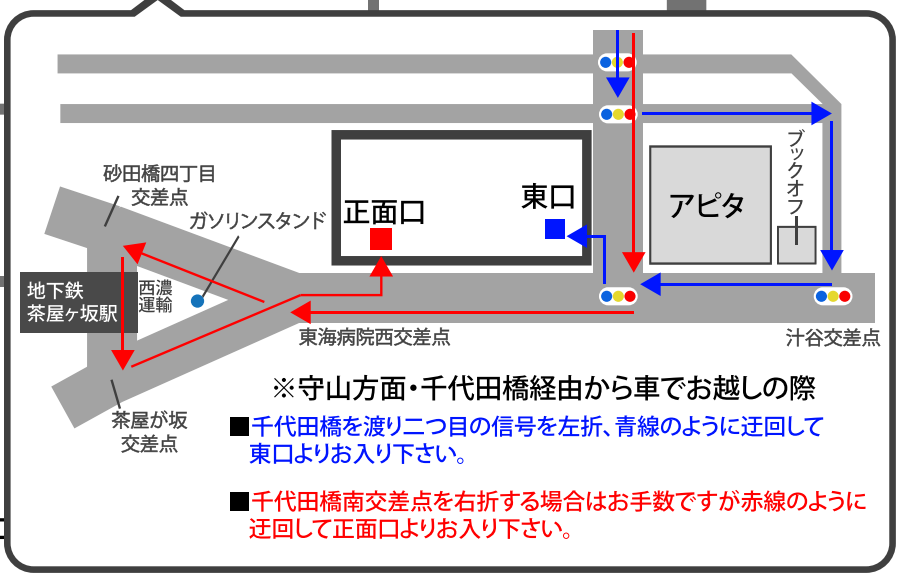 砂田橋四丁目
交差点
ガソリンスタンド
正面口
東口
アピタ
ブックオフ
地下鉄
茶屋ヶ坂駅
西濃
運輸
東海病院西交差点
汁谷交差点
茶屋が坂
交差点
※守山方面・千代田橋経由から車でお越しの際
■千代田橋を渡り二つ目の信号を左折、青線のように迂回して
東口よりお入り下さい。
■千代田橋南交差点を右折する場合はお手数ですが赤線のように
迂回して正面口よりお入り下さい。